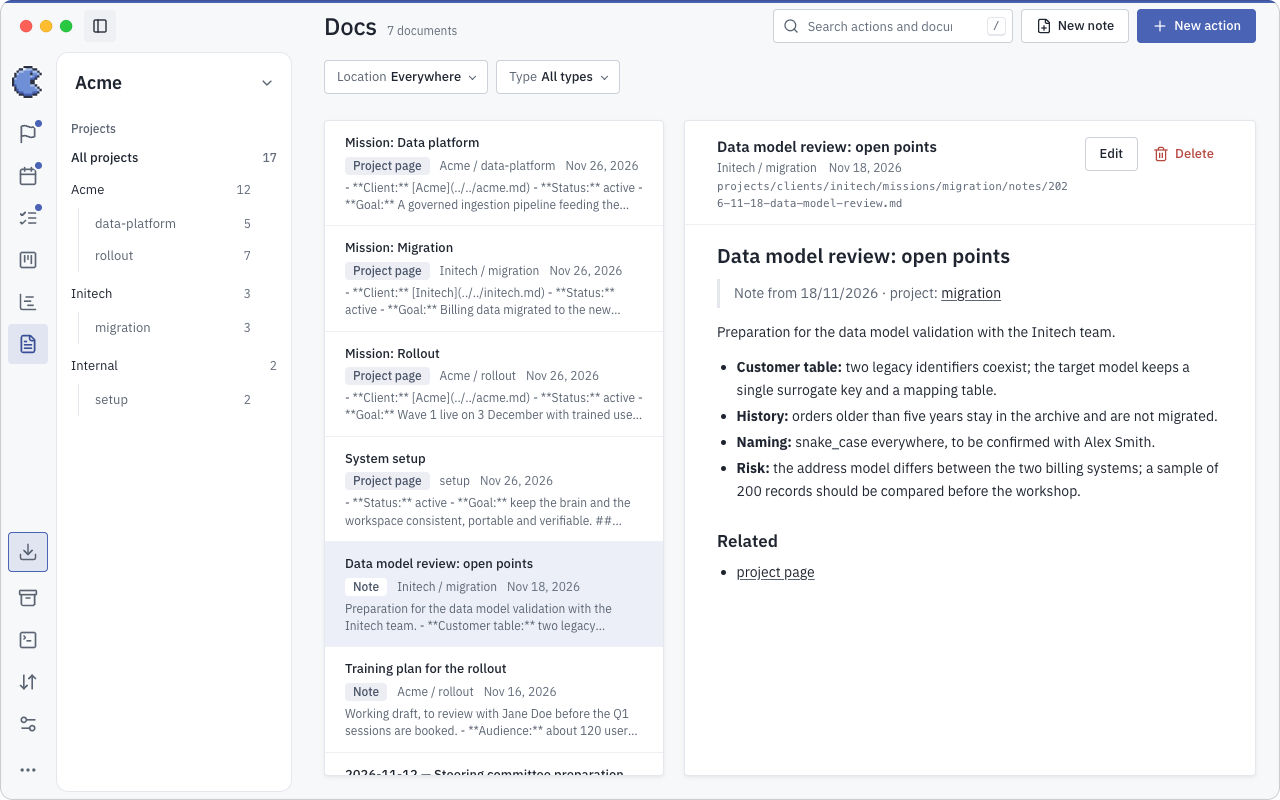 Docs 7 documents
Search actions and docu /
New note
New action
Acme
Location Everywhere
Type All types
Projects
All projects 17
Acme 12
data-platform 5
rollout 7
Initech 3
migration 3
Internal 2
setup 2
Mission: Data platform
Project page Acme / data-platform Nov 26, 2026
- **Client:** [Acme](../../acme.md) - **Status:** active -
**Goal:** A governed ingestion pipeline feeding the...
Mission: Migration
Project page Initech / migration Nov 26, 2026
- **Client:** [Initech](../../initech.md) - **Status:**
active - **Goal:** Billing data migrated to the new...
Mission: Rollout
Project page Acme / rollout Nov 26, 2026
- **Client:** [Acme](../../acme.md) - **Status:** active -
**Goal:** Wave 1 live on 3 December with trained use...
System setup
Project page setup Nov 26, 2026
- **Status:** active - **Goal:** keep the brain and the
workspace consistent, portable and verifiable. ##...
Data model review: open points
Note Initech / migration Nov 18, 2026
Preparation for the data model validation with the
Initech team. - **Customer table:** two legacy...
Training plan for the rollout
Note Acme / rollout Nov 16, 2026
Working draft, to review with Jane Doe before the Q1
sessions are booked. - **Audience:** about 120 user...
2026-11-12 — Steering committee preparation
Data model review: open points
Initech / migration Nov 18, 2026
projects/clients/initech/missions/migration/notes/202
6-11-18-data-model-review.md
Edit
Delete
Data model review: open points
Note from 18/11/2026 · project: migration
Preparation for the data model validation with the Initech team.
• Customer table: two legacy identifiers coexist; the target model keeps a
single surrogate key and a mapping table.
• History: orders older than five years stay in the archive and are not migrated.
• Naming: snake_case everywhere, to be confirmed with Alex Smith.
• Risk: the address model differs between the two billing systems; a sample of
200 records should be compared before the workshop.
Related
• project page